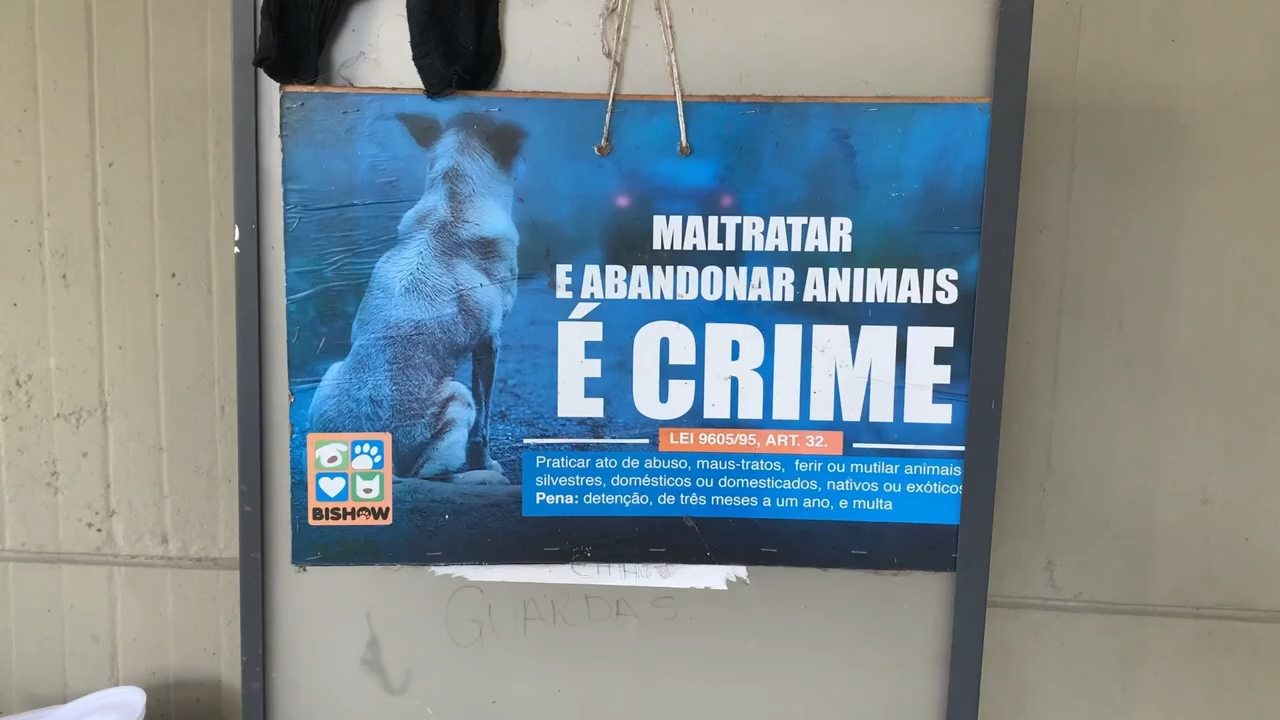 MALTRATAR
E ABANDONAR ANIMAIS
É CRIME
LEI 9605/95, ART. 32.
Praticar ato de abuso, maus-tratos, ferir ou mutilar animais
silvestres, domésticos ou domesticados, nativos ou exóticos
Pena: detenção, de três meses a um ano, e multa
BISHOW
GUARDAS